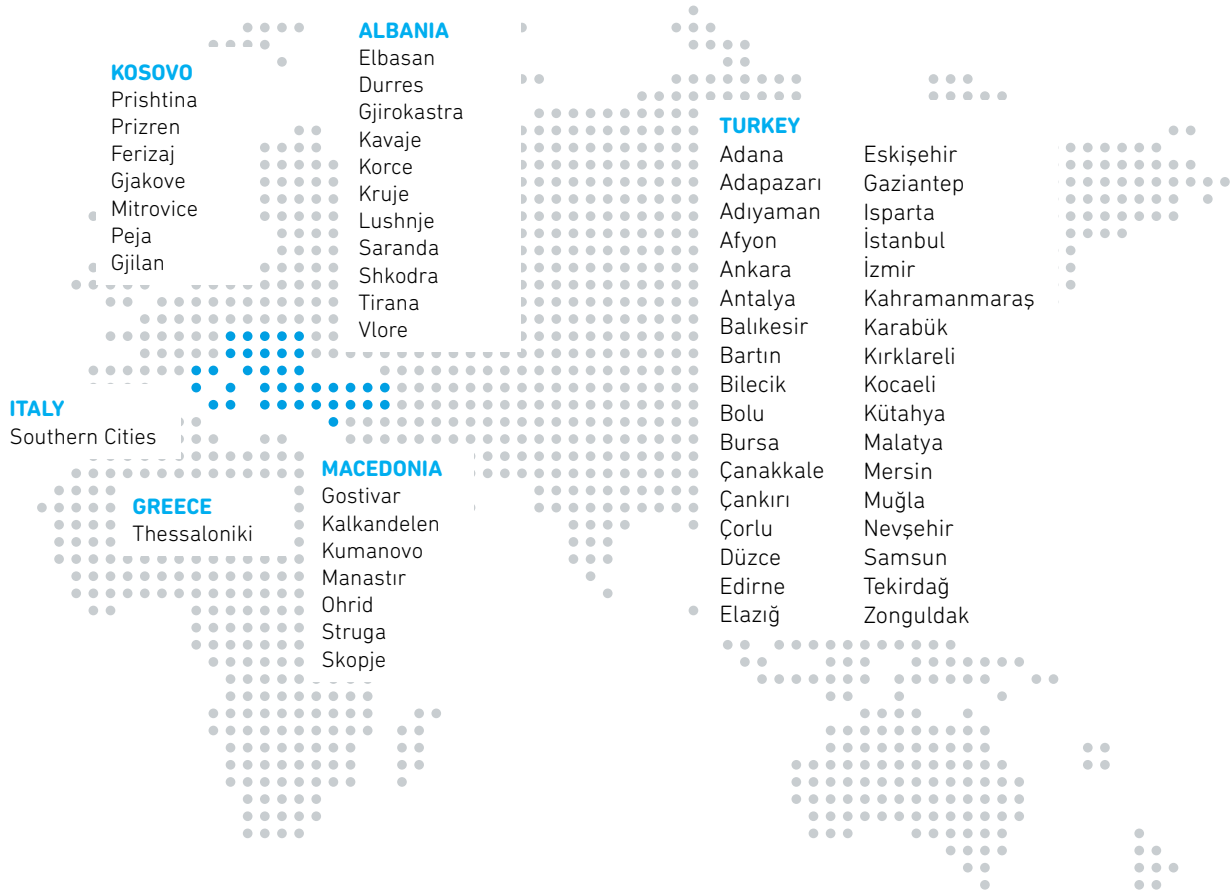 ALBANIA
Elbasan
Durres
Gjirokastra
Kavaje
Korce
Kruje
Lushnje
Saranda
Shkodra
Tirana
Vlore
KOSOVO
Prishtina
Prizren
Ferizaj
Gjakove
Mitrovice
Peja
Gjilan
TURKEY
Adana
Adapazarı
Adıyaman
Afyon
Ankara
Antalya
Balıkesir
Bartın
Bilecik
Bolu
Bursa
Çanakkale
Çankırı
Çorlu
Düzce
Edirne
Elazığ
Eskişehir
Gaziantep
Isparta
İstanbul
İzmir
Kahramanmaraş
Karabük
Kırklareli
Kocaeli
Kütahya
Malatya
Mersin
Muğla
Nevşehir
Samsun
Tekirdağ
Zonguldak
ITALY
Southern Cities
GREECE
Thessaloniki
MACEDONIA
Gostivar
Kalkandelen
Kumanovo
Manastır
Ohrid
Struga
Skopje